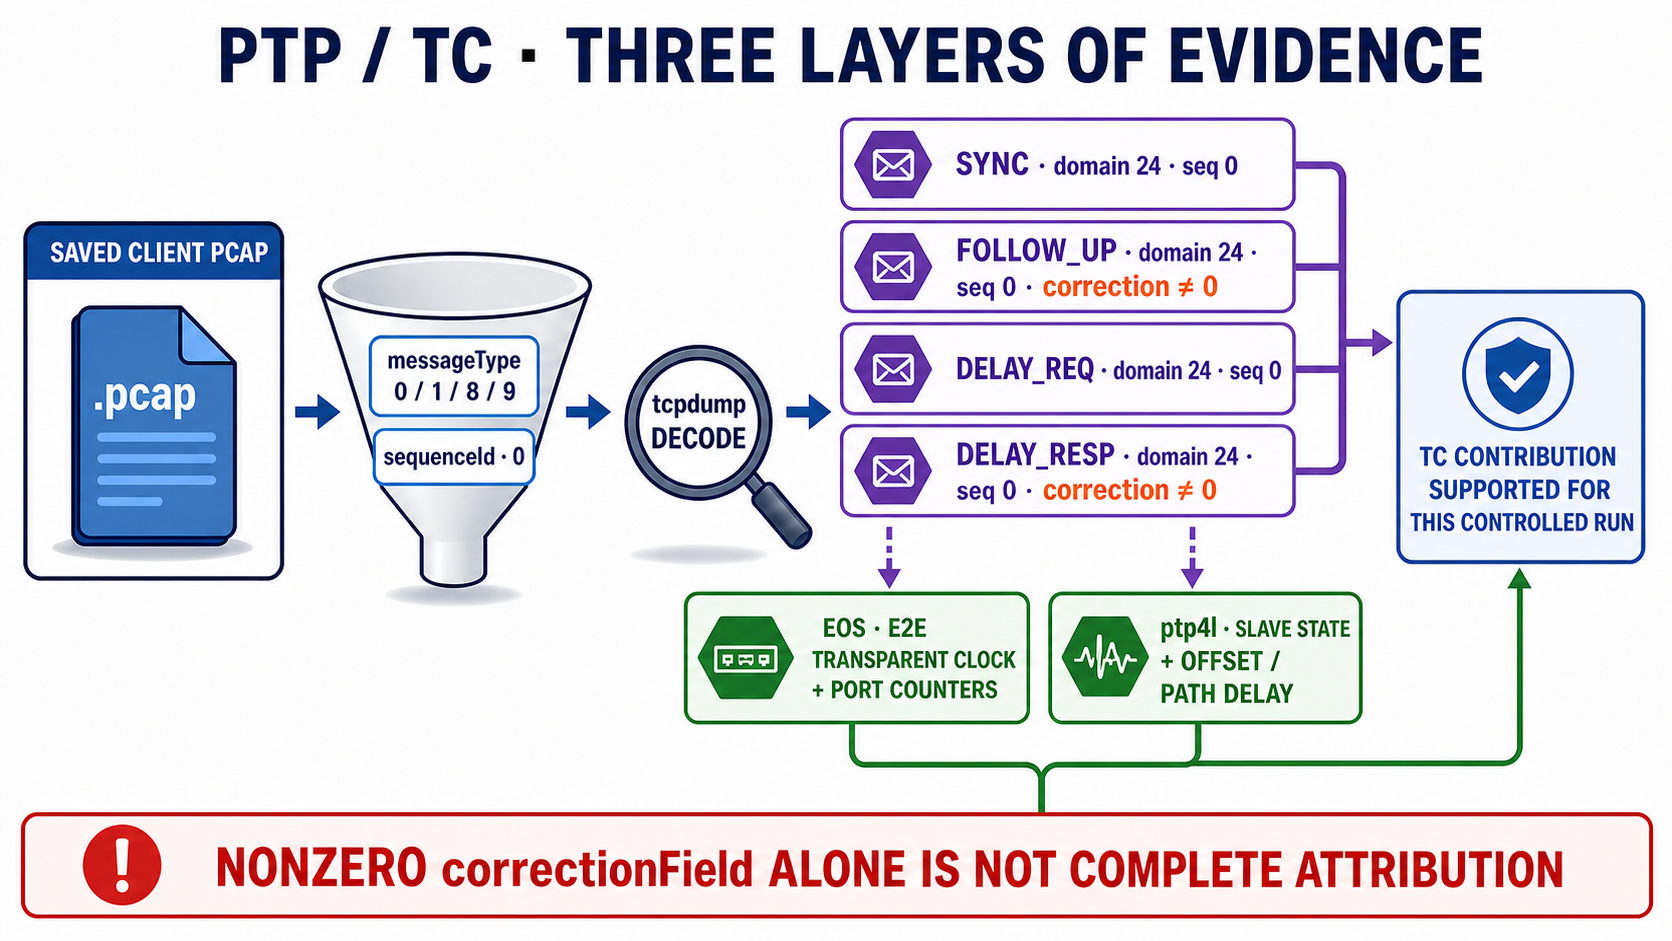 PTP / TC · THREE LAYERS OF EVIDENCE
SAVED CLIENT PCAP
.pcap
messageType
0 / 1 / 8 / 9
sequenceId · 0
tcpdump
DECODE
SYNC · domain 24 · seq 0
FOLLOW_UP · domain 24 ·
seq 0 · correction ≠ 0
DELAY_REQ · domain 24 · seq 0
DELAY_RESP · domain 24 ·
seq 0 · correction ≠ 0
TC CONTRIBUTION
SUPPORTED FOR
THIS CONTROLLED RUN
EOS · E2E
TRANSPARENT CLOCK
+ PORT COUNTERS
ptp4l · SLAVE STATE
+ OFFSET /
PATH DELAY
NONZERO correctionField ALONE IS NOT COMPLETE ATTRIBUTION